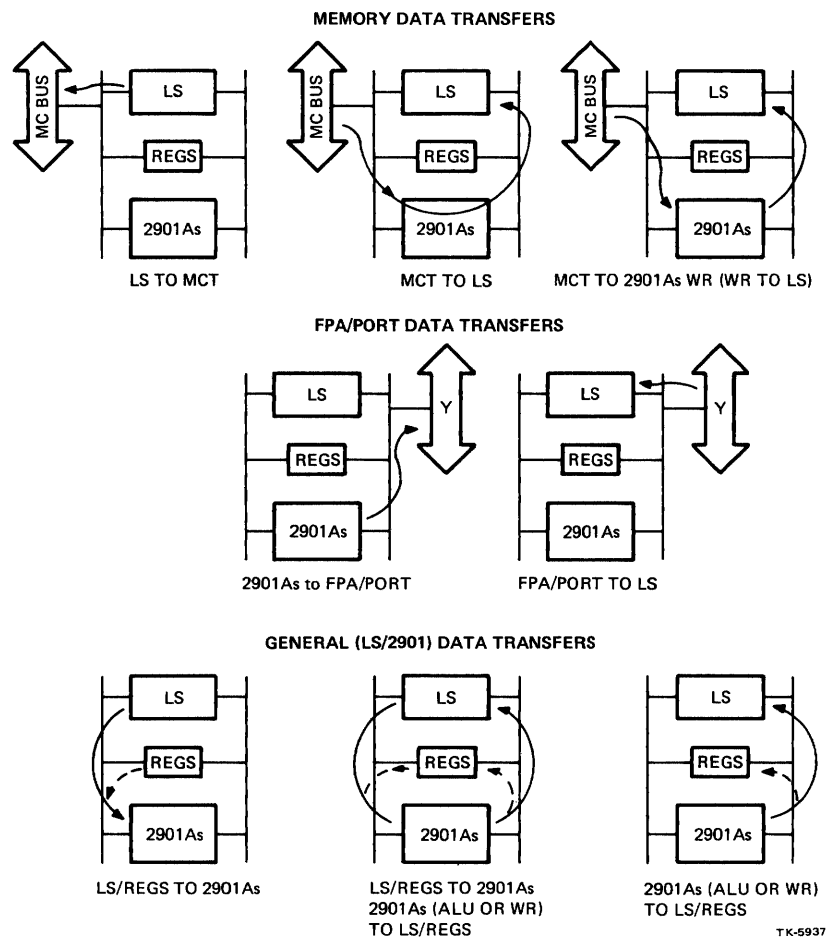 MEMORY DATA TRANSFERS
MC BUS
LS
REGS
2901As
LS TO MCT
MC BUS
LS
REGS
2901As
MCT TO LS
MC BUS
LS
REGS
2901As
MCT TO 2901As WR (WR TO LS)
FPA/PORT DATA TRANSFERS
LS
REGS
2901As
Y
2901As to FPA/PORT
LS
REGS
2901As
Y
FPA/PORT TO LS
GENERAL (LS/2901) DATA TRANSFERS
LS
REGS
2901As
LS/REGS TO 2901As
LS
REGS
2901As
LS/REGS TO 2901As
2901As (ALU OR WR)
TO LS/REGS
LS
REGS
2901As
2901As (ALU OR WR)
TO LS/REGS
TK-5937